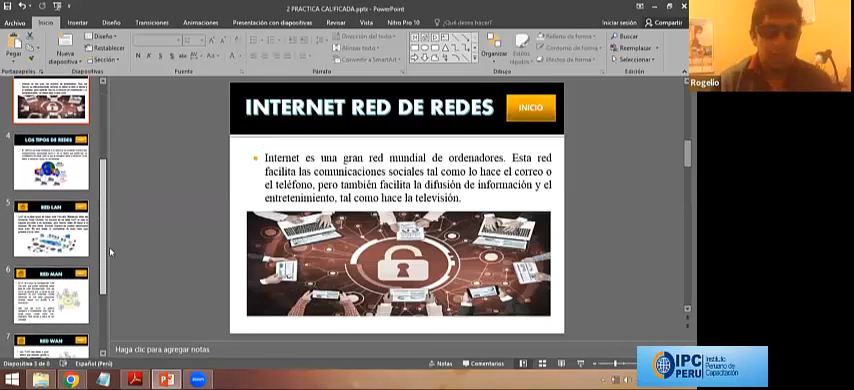 2 PRACTICA CALIFICADA.pptx - PowerPoint
Archivo Inicio Insertar Diseño Transiciones Animaciones Presentación con diapositivas Revisar Vista Nitro Pro 10 ¿Qué desea hacer? Iniciar sesión Compartir
Pegar
Nueva diapositiva
Diseño
Restablecer
Sección
N K S
Dirección del texto
Alinear texto
Convertir a SmartArt
Organizar
Estilos rápidos
Relleno de forma
Contorno de forma
Efectos de forma
Buscar
Reemplazar
Seleccionar
Portapapeles Diapositivas Fuente Párrafo Dibujo Edición
Rogelio
4
LOS TIPOS DE REDES
5
RED LAN
6
RED MAN
7
RED WAN
INTERNET RED DE REDES
INICIO
Internet es una gran red mundial de ordenadores. Esta red
facilita las comunicaciones sociales tal como lo hace el correo o
el teléfono, pero también facilita la difusión de información y el
entretenimiento, tal como hace la televisión.
Haga clic para agregar notas
Diapositiva 3 de 8 Español (Perú) Notas Comentarios
IPC
PERÚ
Instituto
Peruano de
Capacitación
zoom